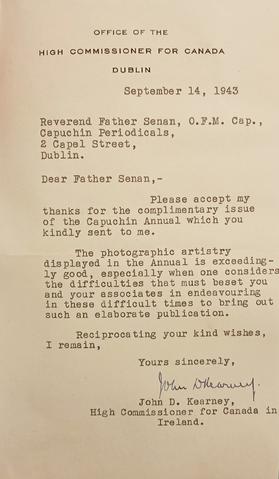 OFFICE OF THE
HIGH COMMISSIONER FOR CANADA
DUBLIN
September 14, 1943
Reverend Father Senan, O.F.M. Cap.,
Capuchin Periodicals,
2 Capel Street,
Dublin.
Dear Father Senan,-
Please accept my
thanks for the complimentary issue
of the Capuchin Annual which you
kindly sent to me.
The photographic artistry
displayed in the Annual is exceeding-
ly good, especially when one considers
the difficulties that must beset you
and your associates in endeavouring
in these difficult times to bring out
such an elaborate publication.
Reciprocating your kind wishes,
I remain,
Yours sincerely,
John D Kearney.
John D. Kearney,
High Commissioner for Canada in
Ireland.